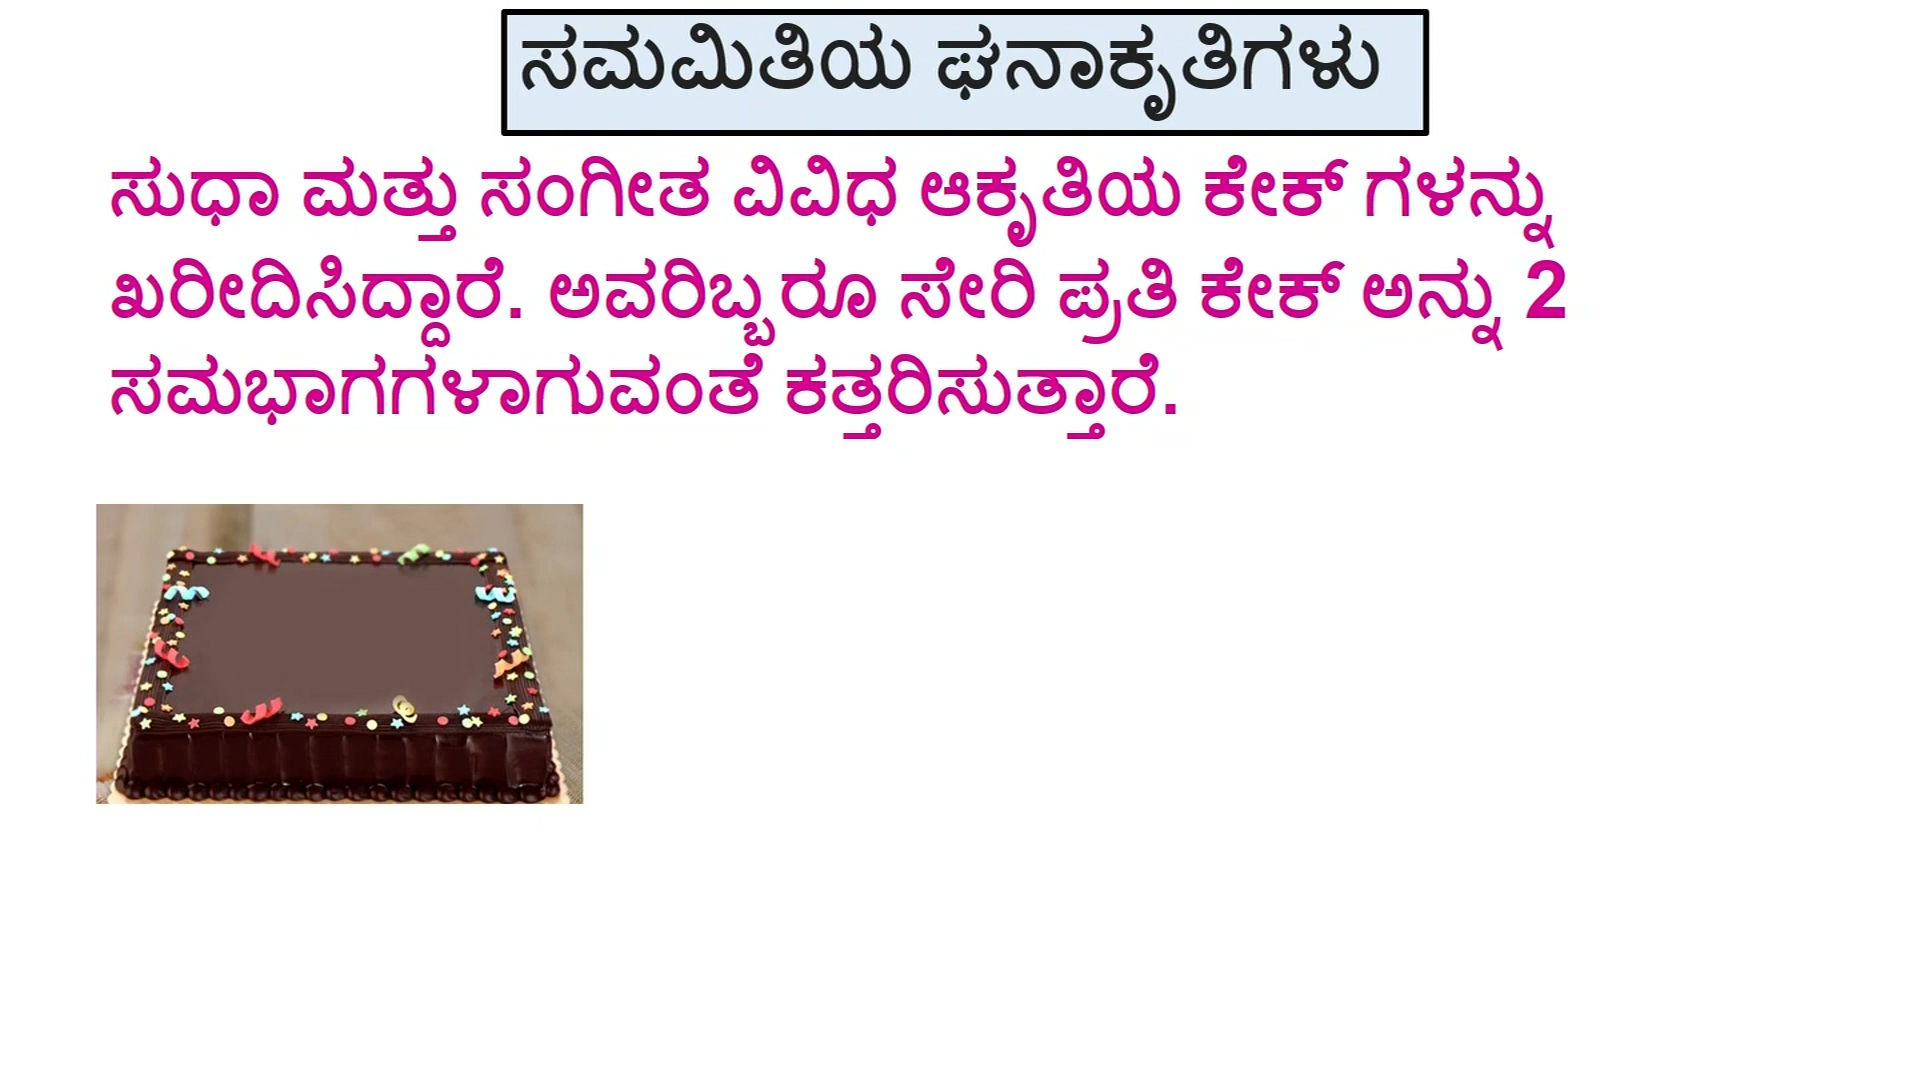 ಸಮಮಿತಿಯ ಘನಾಕೃತಿಗಳು
ಸುಧಾ ಮತ್ತು ಸಂಗೀತ ವಿವಿಧ ಆಕೃತಿಯ ಕೇಕ್ ಗಳನ್ನು
ಖರೀದಿಸಿದ್ದಾರೆ. ಅವರಿಬ್ಬರೂ ಸೇರಿ ಪ್ರತಿ ಕೇಕ್ ಅನ್ನು 2
ಸಮಭಾಗಗಳಾಗುವಂತೆ ಕತ್ತರಿಸುತ್ತಾರೆ.